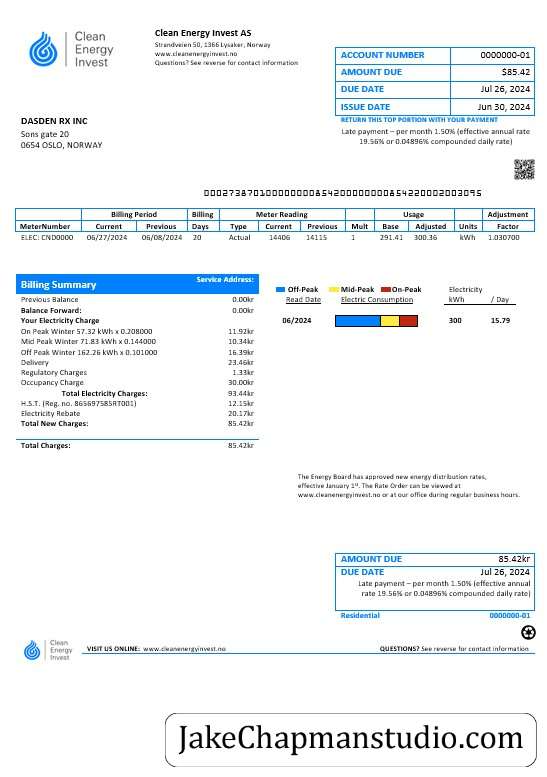 Clean
Energy
Invest
Clean Energy Invest AS
Strandveien 50, 1366 Lysaker, Norway
www.cleanenergyinvest.no
Questions? See reverse for contact information
ACCOUNT NUMBER 0000000-01
AMOUNT DUE $85.42
DUE DATE Jul 26, 2024
ISSUE DATE Jun 30, 2024
RETURN THIS TOP PORTION WITH YOUR PAYMENT
Late payment – per month 1.50% (effective annual rate
19.56% or 0.04896% compounded daily rate)
DASDEN RX INC
Sons gate 20
0654 OSLO, NORWAY
Billing Period Billing Meter Reading Usage Adjustment
MeterNumber Current Previous Days Type Current Previous Mult Base Adjusted Units Factor
ELEC: CND0000 06/27/2024 06/08/2024 20 Actual 14406 14115 1 291.41 300.36 kWh 1.030700
Billing Summary Service Address:
Previous Balance 0.00kr
Balance Forward: 0.00kr
Your Electricity Charge
On Peak Winter 57.32 kWh x 0.208000 11.92kr
Mid Peak Winter 71.83 kWh x 0.144000 10.34kr
Off Peak Winter 162.26 kWh x 0.101000 16.39kr
Delivery 23.46kr
Regulatory Charges 1.33kr
Occupancy Charge 30.00kr
Total Electricity Charges: 93.44kr
H.S.T. (Reg. no. 865697585RT001) 12.15kr
Electricity Rebate 20.17kr
Total New Charges: 85.42kr
Total Charges: 85.42kr
Off-Peak Mid-Peak On-Peak Electricity
Read Date Electric Consumption kWh / Day
06/2024 300 15.79
The Energy Board has approved new energy distribution rates,
effective January 1st. The Rate Order can be viewed at
www.cleanenergyinvest.no or at our office during regular business hours.
AMOUNT DUE 85.42kr
DUE DATE Jul 26, 2024
Late payment – per month 1.50% (effective annual
rate 19.56% or 0.04896% compounded daily rate)
Residential 0000000-01
Clean
Energy
Invest
VISIT US ONLINE: www.cleanenergyinvest.no QUESTIONS? See reverse for contact information
JakeChapmanstudio.com